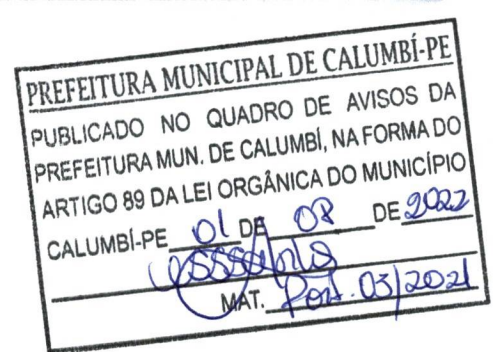 PREFEITURA MUNICIPAL DE CALUMBÍ-PE
PUBLICADO NO QUADRO DE AVISOS DA
PREFEITURA MUN. DE CALUMBÍ, NA FORMA DO
ARTIGO 89 DA LEI ORGÂNICA DO MUNICÍPIO
CALUMBÍ-PE 01 DE 08 DE 2022
MAT. Port. 03/2021